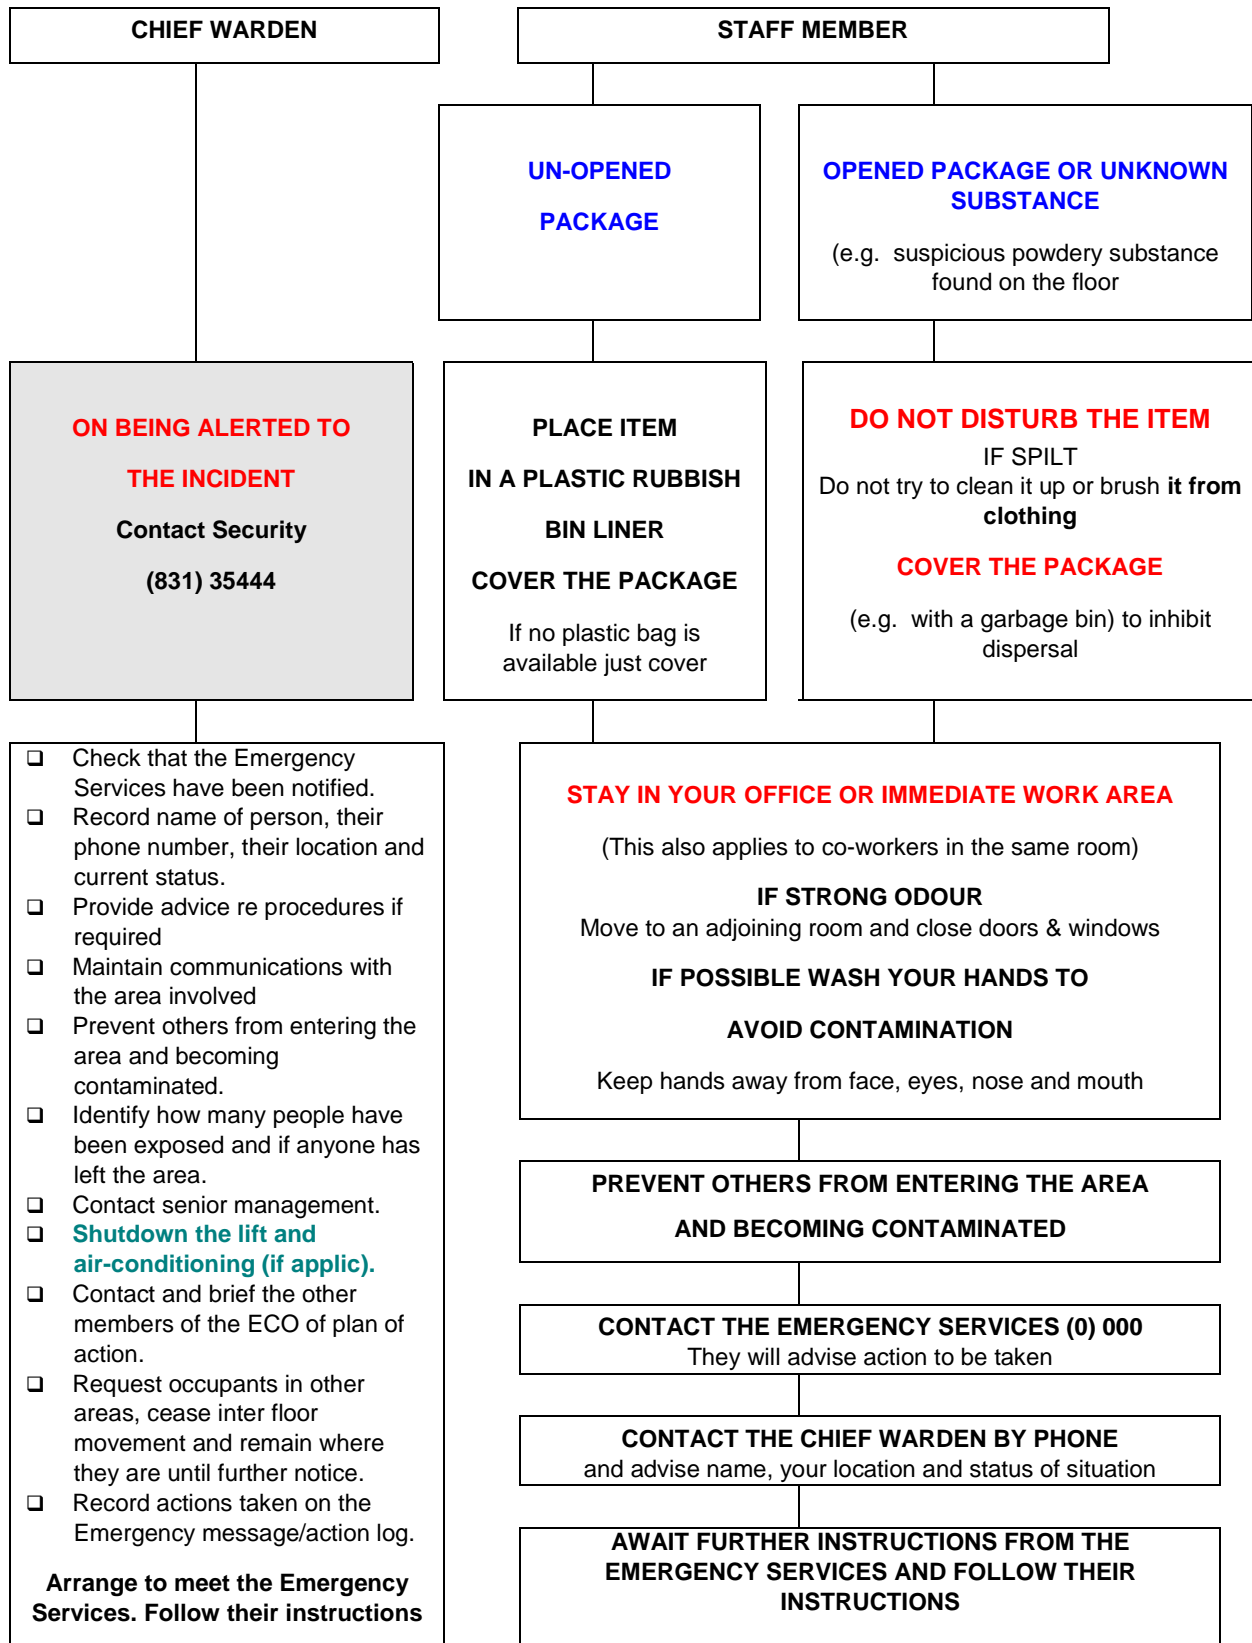 CHIEF WARDEN
STAFF MEMBER
UN-OPENED
PACKAGE
OPENED PACKAGE OR UNKNOWN
SUBSTANCE
(e.g. suspicious powdery substance
found on the floor
ON BEING ALERTED TO
THE INCIDENT
Contact Security
(831) 35444
PLACE ITEM
IN A PLASTIC RUBBISH
BIN LINER
COVER THE PACKAGE
If no plastic bag is
available just cover
DO NOT DISTURB THE ITEM
IF SPILT
Do not try to clean it up or brush it from
clothing
COVER THE PACKAGE
(e.g. with a garbage bin) to inhibit
dispersal
❑ Check that the Emergency
Services have been notified.
❑ Record name of person, their
phone number, their location and
current status.
❑ Provide advice re procedures if
required
❑ Maintain communications with
the area involved
❑ Prevent others from entering the
area and becoming
contaminated.
❑ Identify how many people have
been exposed and if anyone has
left the area.
❑ Contact senior management.
❑ Shutdown the lift and
air-conditioning (if applic).
❑ Contact and brief the other
members of the ECO of plan of
action.
❑ Request occupants in other
areas, cease inter floor
movement and remain where
they are until further notice.
❑ Record actions taken on the
Emergency message/action log.
Arrange to meet the Emergency
Services. Follow their instructions
STAY IN YOUR OFFICE OR IMMEDIATE WORK AREA
(This also applies to co-workers in the same room)
IF STRONG ODOUR
Move to an adjoining room and close doors & windows
IF POSSIBLE WASH YOUR HANDS TO
AVOID CONTAMINATION
Keep hands away from face, eyes, nose and mouth
PREVENT OTHERS FROM ENTERING THE AREA
AND BECOMING CONTAMINATED
CONTACT THE EMERGENCY SERVICES (0) 000
They will advise action to be taken
CONTACT THE CHIEF WARDEN BY PHONE
and advise name, your location and status of situation
AWAIT FURTHER INSTRUCTIONS FROM THE
EMERGENCY SERVICES AND FOLLOW THEIR
INSTRUCTIONS